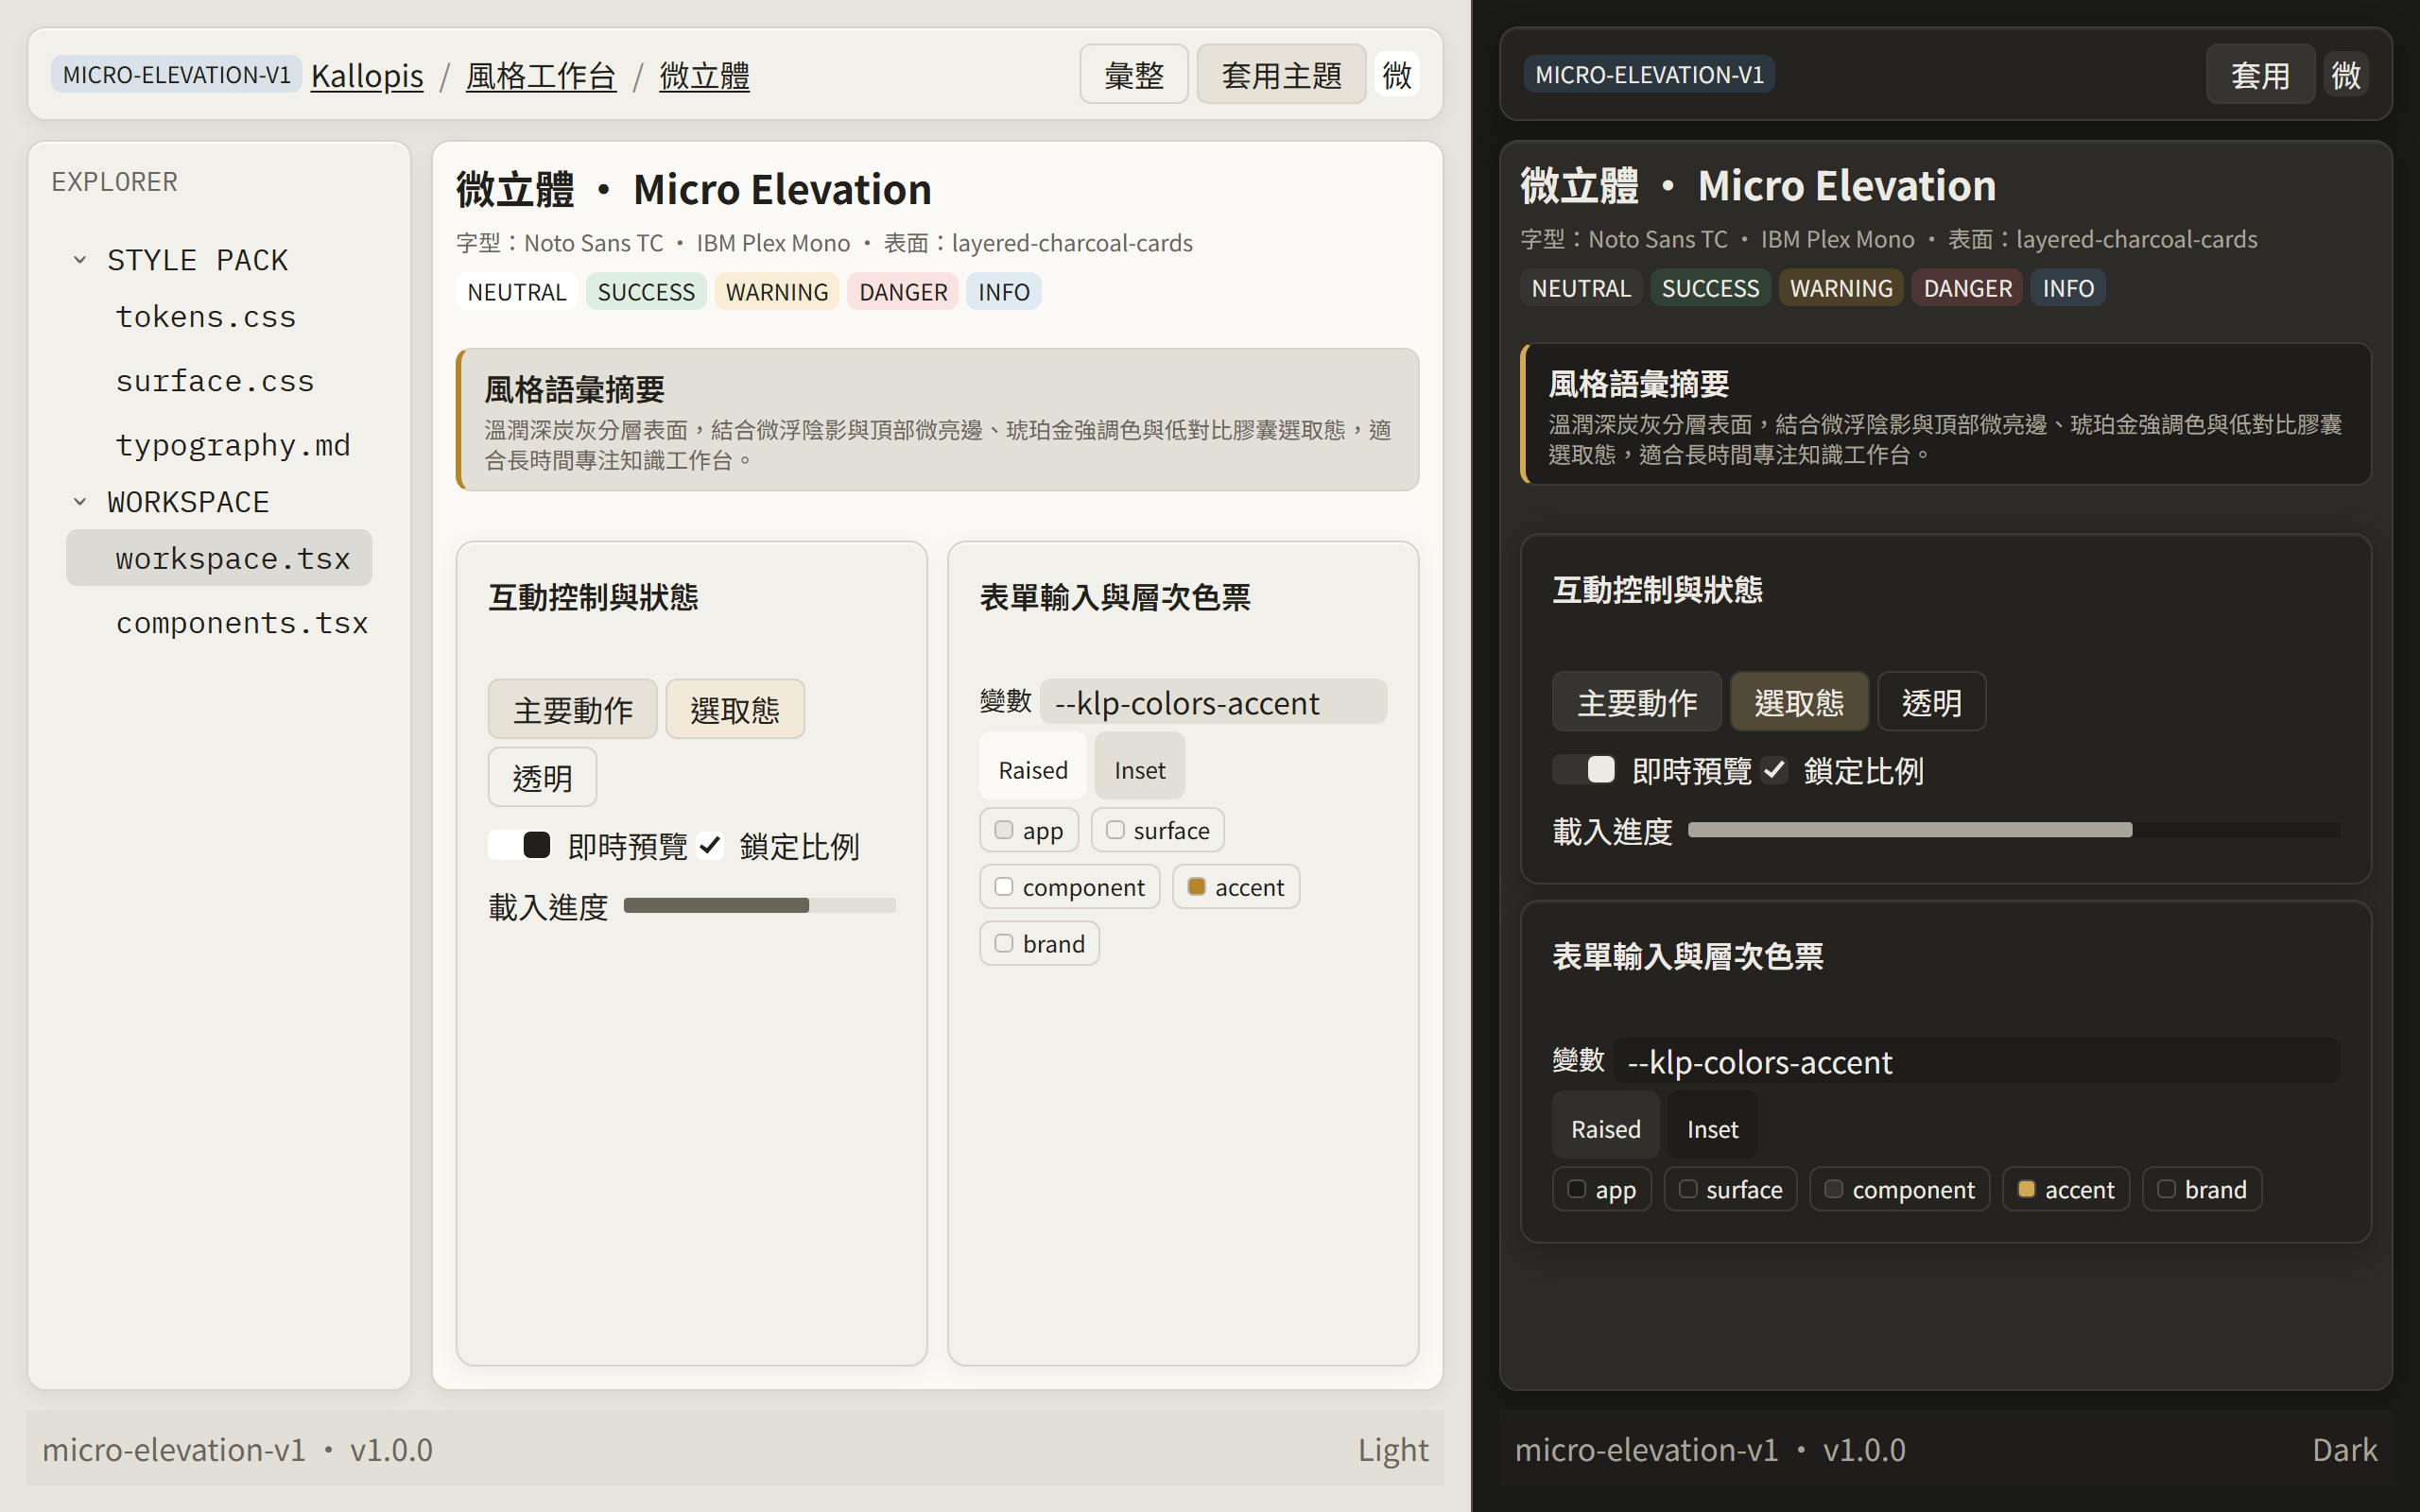 MICRO-ELEVATION-V1 Kallopis / 風格工作台 / 微立體 彙整 套用主題 微
EXPLORER
STYLE PACK
tokens.css
surface.css
typography.md
WORKSPACE
workspace.tsx
components.tsx
微立體 • Micro Elevation
字型：Noto Sans TC • IBM Plex Mono • 表面：layered-charcoal-cards
NEUTRAL SUCCESS WARNING DANGER INFO
風格語彙摘要
溫潤深炭灰分層表面，結合微浮陰影與頂部微亮邊、琥珀金強調色與低對比膠囊選取態，適
合長時間專注知識工作台。
互動控制與狀態
主要動作 選取態
透明
即時預覽 鎖定比例
載入進度
表單輸入與層次色票
變數 --klp-colors-accent
Raised Inset
app surface
component accent
brand
micro-elevation-v1 • v1.0.0 Light
MICRO-ELEVATION-V1 套用 微
微立體 • Micro Elevation
字型：Noto Sans TC • IBM Plex Mono • 表面：layered-charcoal-cards
NEUTRAL SUCCESS WARNING DANGER INFO
風格語彙摘要
溫潤深炭灰分層表面，結合微浮陰影與頂部微亮邊、琥珀金強調色與低對比膠囊
選取態，適合長時間專注知識工作台。
互動控制與狀態
主要動作 選取態 透明
即時預覽 鎖定比例
載入進度
表單輸入與層次色票
變數 --klp-colors-accent
Raised Inset
app surface component accent brand
micro-elevation-v1 • v1.0.0 Dark